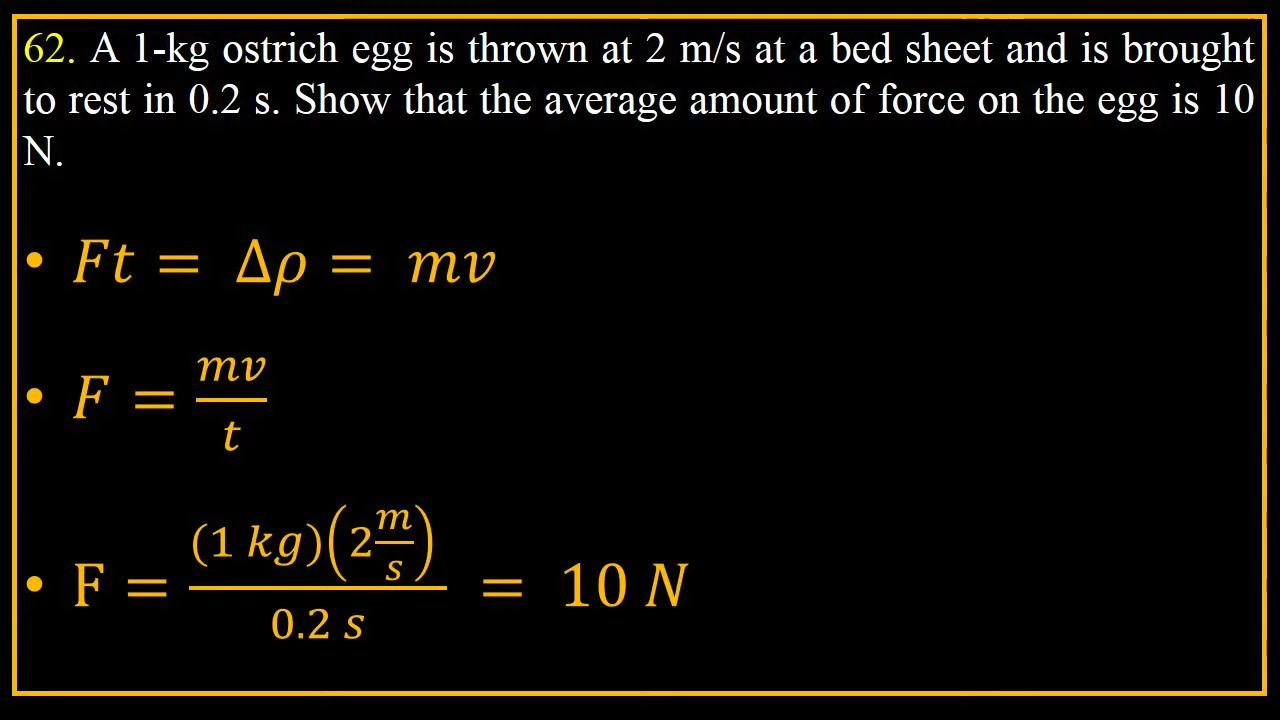 62. A 1-kg ostrich egg is thrown at 2 m/s at a bed sheet and is brought
to rest in 0.2 s. Show that the average amount of force on the egg is 10
N.
• Ft = Δρ = mv
• F = mv/t
• F = (1 kg)(2 m/s)/0.2 s = 10 N